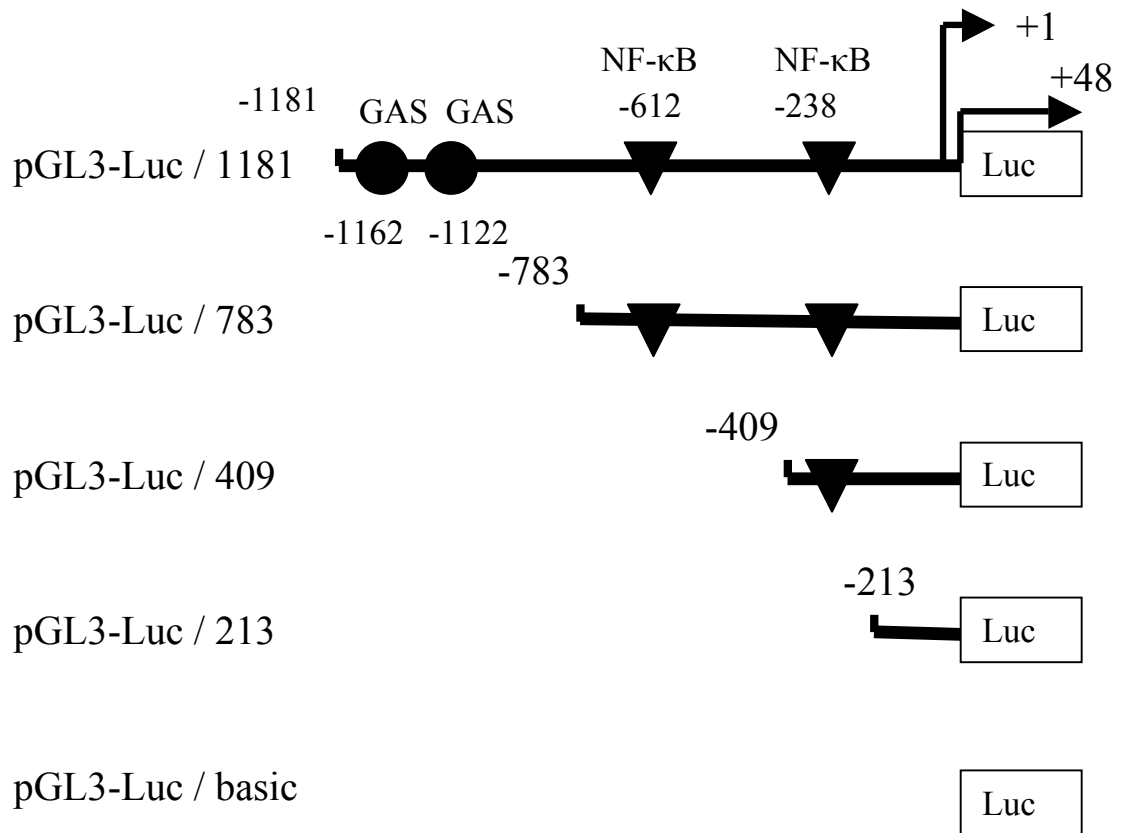 +1
NF-κB NF-κB
+48
-1181 GAS GAS -612 -238
pGL3-Luc / 1181 Luc
-1162 -1122
-783
pGL3-Luc / 783 Luc
-409
pGL3-Luc / 409 Luc
-213
pGL3-Luc / 213 Luc
pGL3-Luc / basic Luc